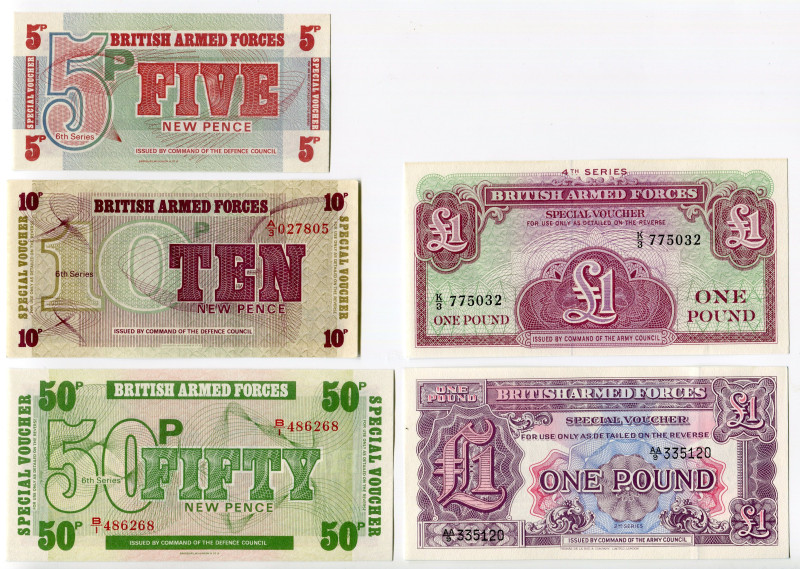 5P BRITISH ARMED FORCES 5P
SPECIAL VOUCHER
5P FIVE
6th Series
NEW PENCE
SPECIAL VOUCHER
5P ISSUED BY COMMAND OF THE DEFENCE COUNCIL 5P
10P BRITISH ARMED FORCES 10P
A/3 027805
SPECIAL VOUCHER
6th Series
10P TEN
NEW PENCE
SPECIAL VOUCHER
10P ISSUED BY COMMAND OF THE DEFENCE COUNCIL 10P
50P BRITISH ARMED FORCES 50P
B/1 486268
SPECIAL VOUCHER
50P FIFTY
6th Series
NEW PENCE
SPECIAL VOUCHER
B/1 486268
50P ISSUED BY COMMAND OF THE DEFENCE COUNCIL 50P
4TH SERIES
BRITISH ARMED FORCES
£1 SPECIAL VOUCHER £1
FOR USE ONLY AS DETAILED ON THE REVERSE
K/3 775032
K/3 775032
£1 ONE
ONE POUND POUND
ISSUED BY COMMAND OF THE ARMY COUNCIL
ONE POUND
BRITISH ARMED FORCES
SPECIAL VOUCHER £1
FOR USE ONLY AS DETAILED ON THE REVERSE
AA/9 335120
£1 ONE POUND
2ND SERIES
AA/9 335120 £1
ISSUED BY COMMAND OF THE ARMY COUNCIL